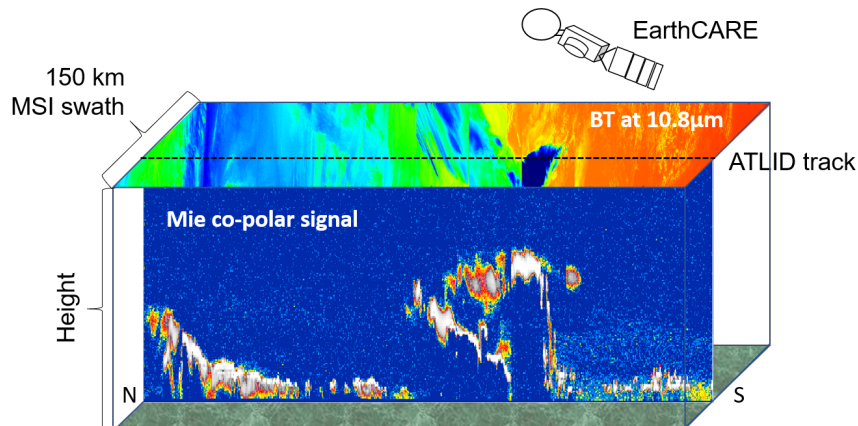 EarthCARE
150 km
MSI swath
BT at 10.8µm
ATLID track
Mie co-polar signal
Height
N
S